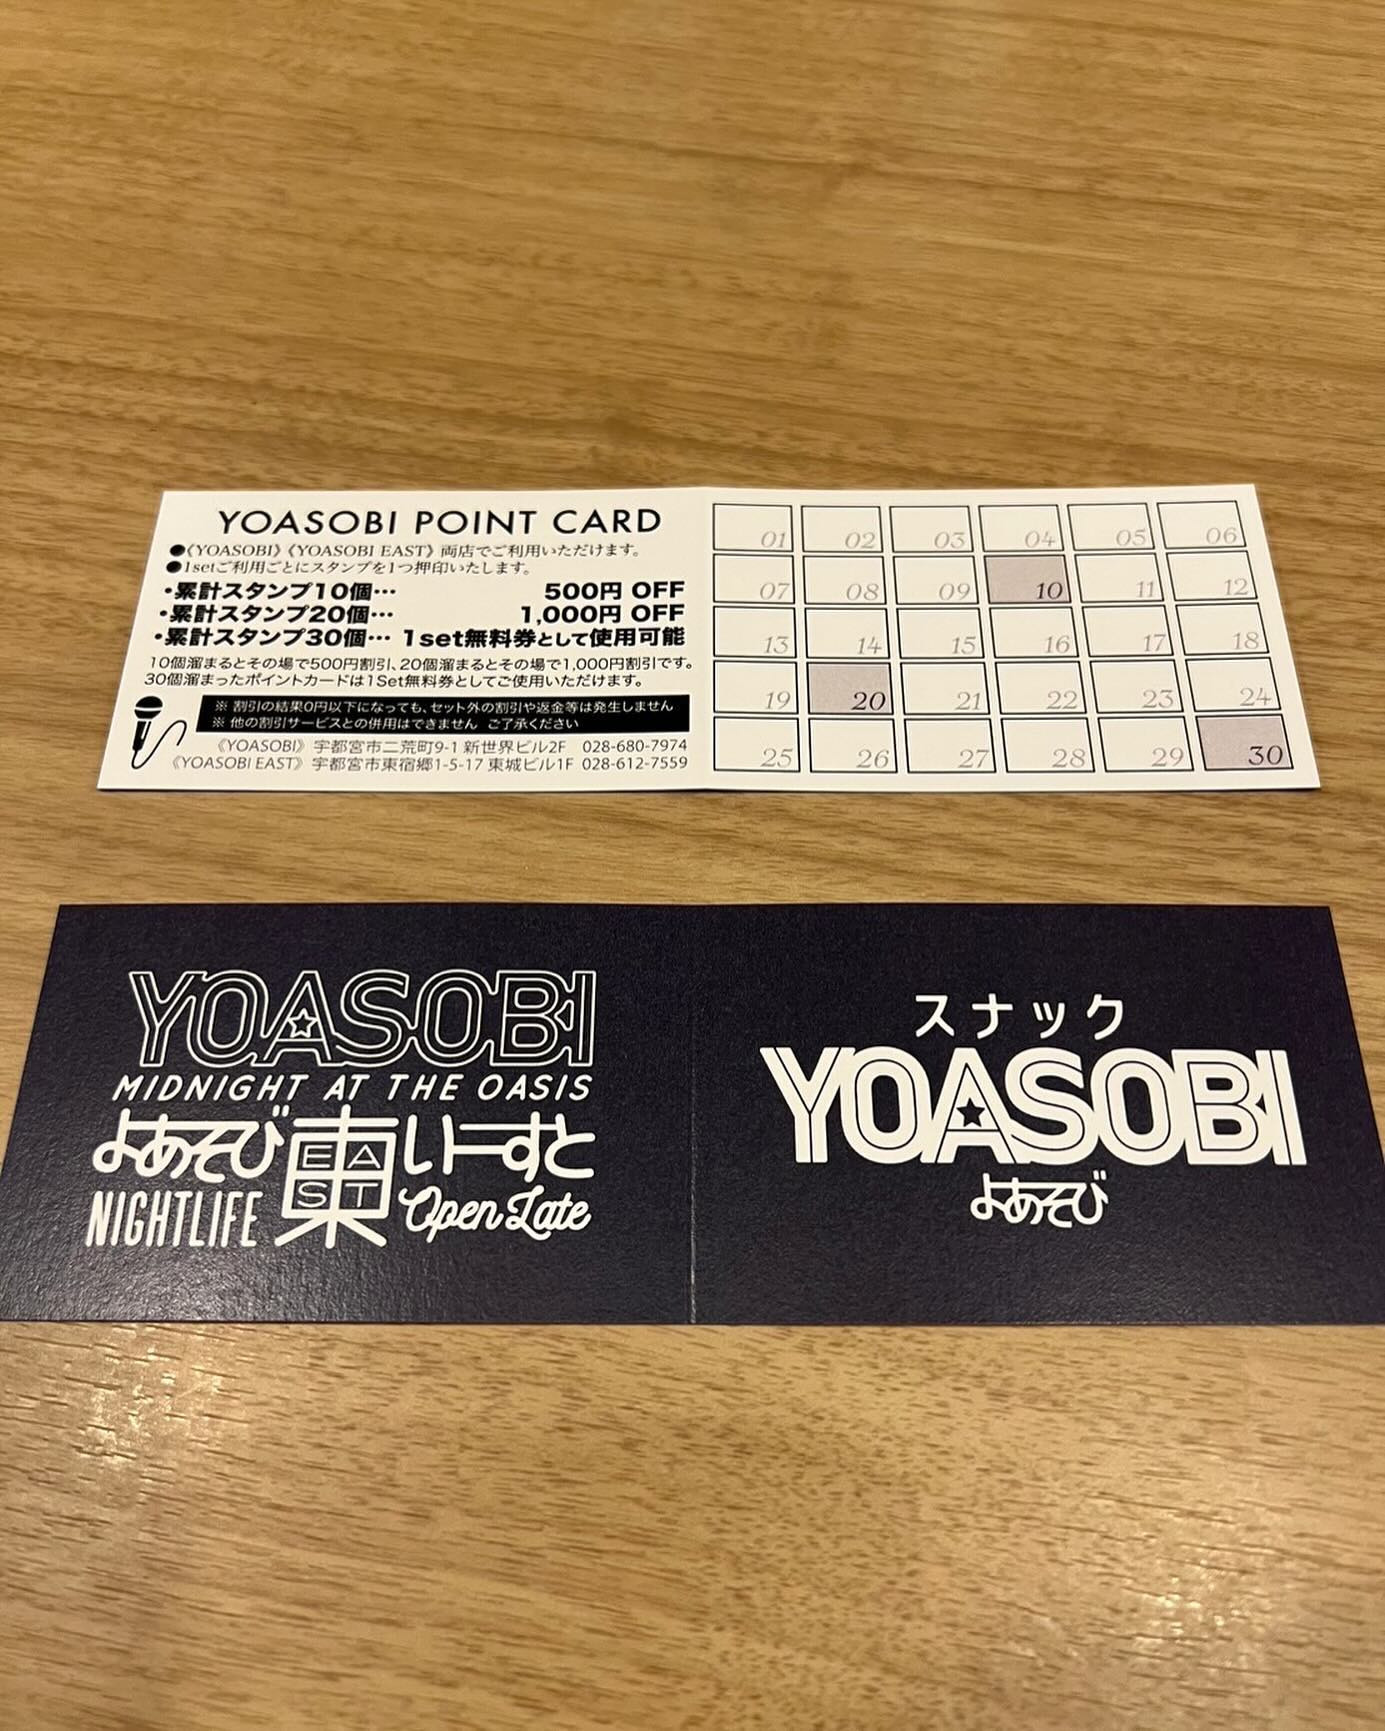 YOASOBI POINT CARD
●《YOASOBI》《YOASOBI EAST》両店でご利用いただけます。
●1setご利用ごとにスタンプを1つ押印いたします。
・累計スタンプ10個… 500円 OFF
・累計スタンプ20個… 1,000円 OFF
・累計スタンプ30個… 1set無料券として使用可能
10個溜まるとその場で500円割引、20個溜まるとその場で1,000円割引です。
30個溜まったポイントカードは1Set無料券としてご使用いただけます。
※ 割引の結果0円以下になっても、セット外の割引や返金等は発生しません
※ 他の割引サービスとの併用はできません ご了承ください
《YOASOBI》 宇都宮市二荒町9-1 新世界ビル2F 028-680-7974
《YOASOBI EAST》 宇都宮市東宿郷1-5-17 東城ビル1F 028-612-7559
01 02 03 04 05 06
07 08 09 10 11 12
13 14 15 16 17 18
19 20 21 22 23 24
25 26 27 28 29 30
YOASOBI
MIDNIGHT AT THE OASIS
よあそび 東 EAST いーすと
NIGHTLIFE Open Late
スナック
YOASOBI
よあそび